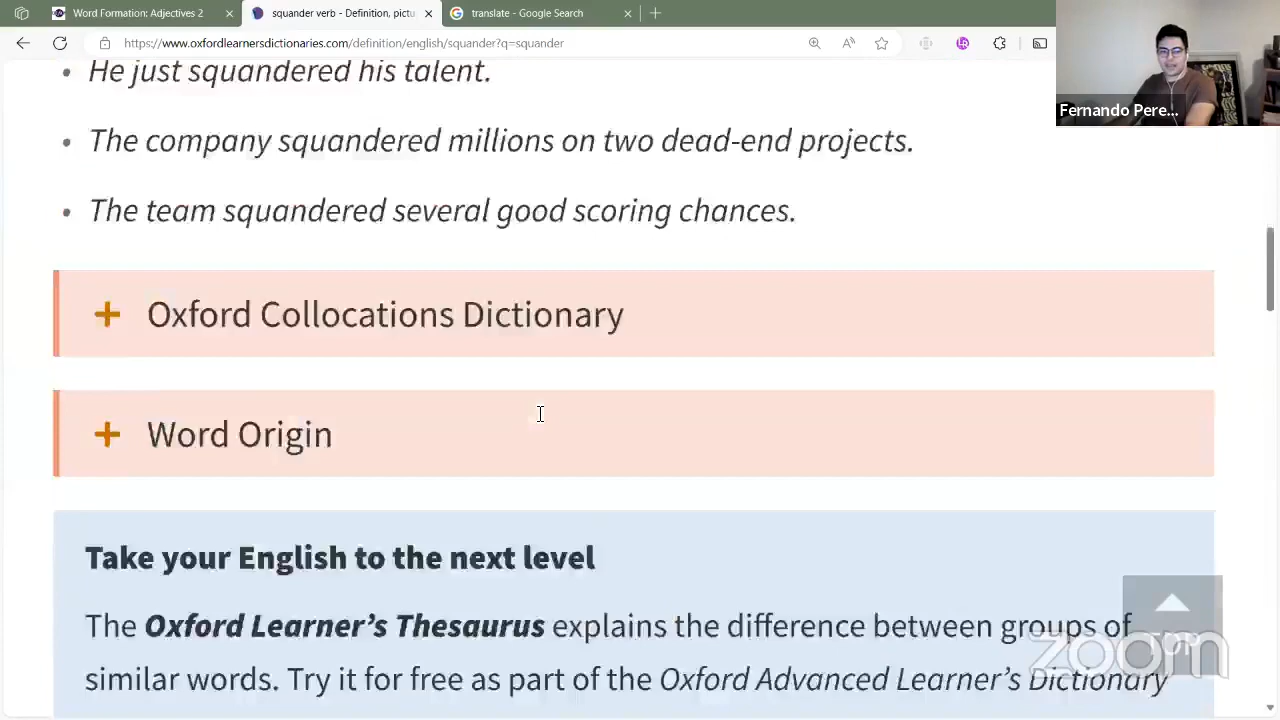 Word Formation: Adjectives 2
squander verb - Definition, pictu
translate - Google Search
https://www.oxfordlearnersdictionaries.com/definition/english/squander?q=squander
Fernando Pere...
• He just squandered his talent.
• The company squandered millions on two dead-end projects.
• The team squandered several good scoring chances.
+ Oxford Collocations Dictionary
+ Word Origin
Take your English to the next level
The Oxford Learner’s Thesaurus explains the difference between groups of
similar words. Try it for free as part of the Oxford Advanced Learner’s Dictionary
TOP
zoom